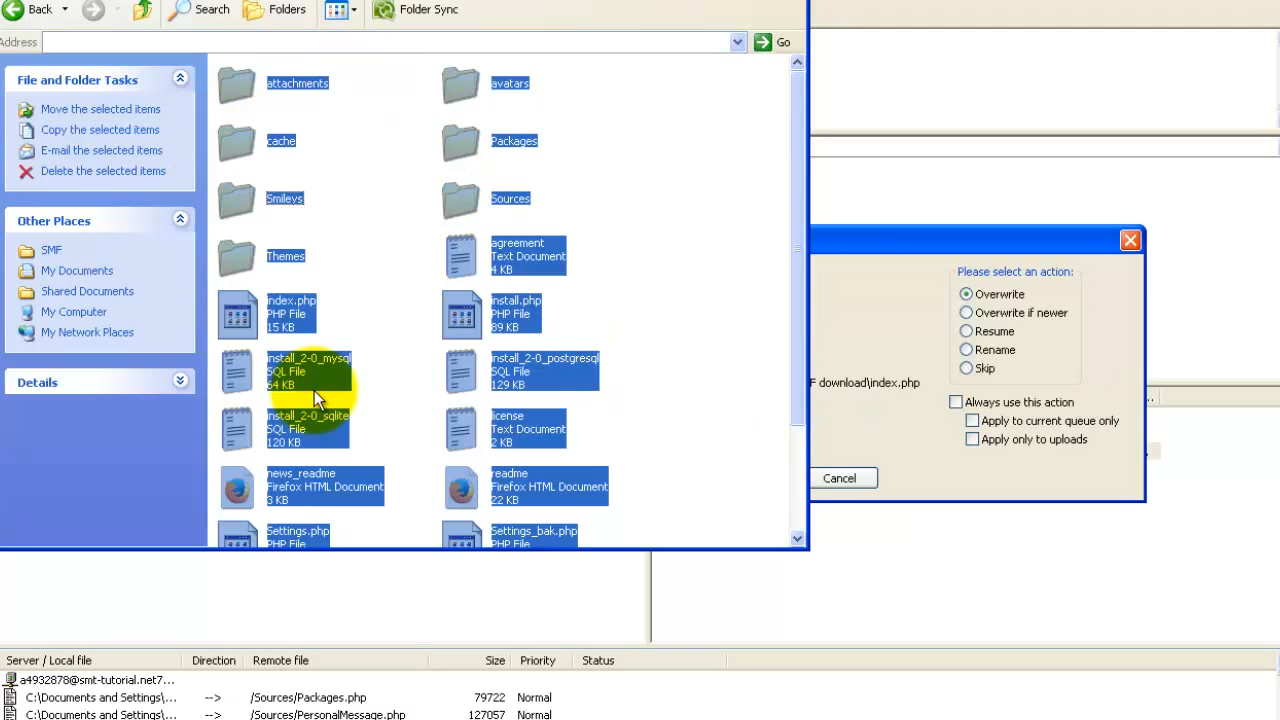 Back
Search
Folders
Folder Sync
Address
Go
File and Folder Tasks
Move the selected items
Copy the selected items
E-mail the selected items
Delete the selected items
Other Places
SMF
My Documents
Shared Documents
My Computer
My Network Places
Details
attachments
avatars
cache
Packages
Smileys
Sources
Themes
agreement
Text Document
4 KB
index.php
PHP File
15 KB
install.php
PHP File
89 KB
install_2-0_mysql
SQL File
64 KB
install_2-0_postgresql
SQL File
129 KB
install_2-0_sqlite
SQL File
120 KB
license
Text Document
2 KB
news_readme
Firefox HTML Document
3 KB
readme
Firefox HTML Document
22 KB
Settings.php
PHP File
Settings_bak.php
PHP File
Please select an action:
Overwrite
Overwrite if newer
Resume
Rename
Skip
F download\index.php
Always use this action
Apply to current queue only
Apply only to uploads
Cancel
Server / Local file Direction Remote file Size Priority Status
a4932878@smt-tutorial.net7...
C:\Documents and Settings\... --> /Sources/Packages.php 79722 Normal
C:\Documents and Settings\... --> /Sources/PersonalMessage.php 127057 Normal